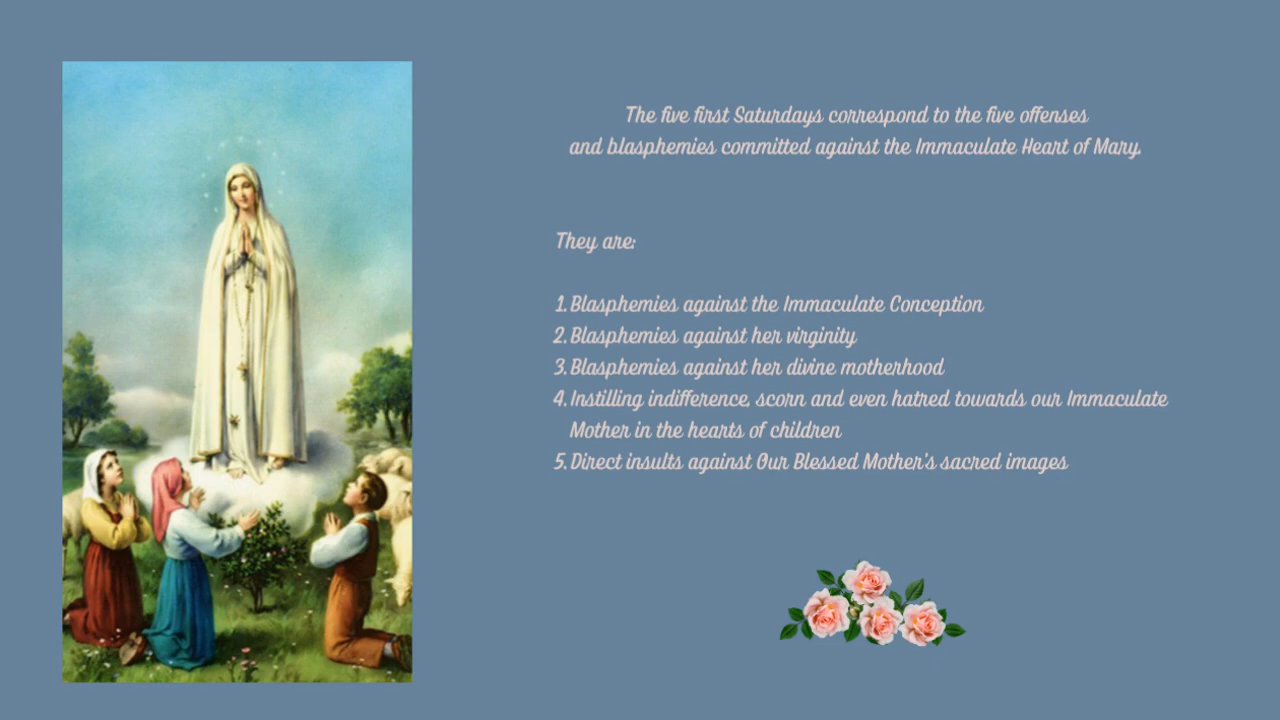 The five first Saturdays correspond to the five offenses
and blasphemies committed against the Immaculate Heart of Mary.
They are:
1. Blasphemies against the Immaculate Conception
2. Blasphemies against her virginity
3. Blasphemies against her divine motherhood
4. Instilling indifference, scorn and even hatred towards our Immaculate
Mother in the hearts of children
5. Direct insults against Our Blessed Mother's sacred images